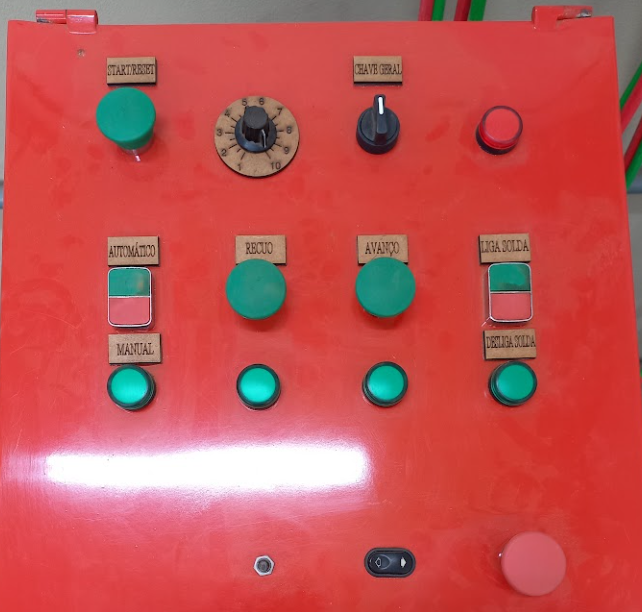 START/RESET
CHAVE GERAL
1 2 3 4 5 6 7 8 9 10
AUTOMÁTICO
RECUO
AVANÇO
LIGA SOLDA
MANUAL
DESLIGA SOLDA